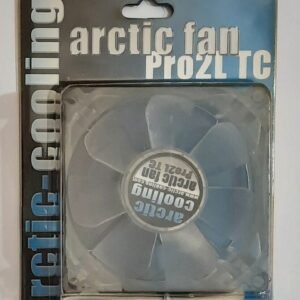 arctic fan
Pro2L TC
arctic-cooling
arctic fan
Pro2L TC
arctic
cooling